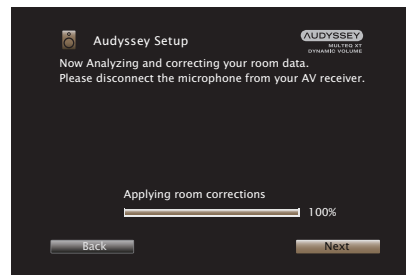 Audyssey Setup
AUDYSSEY
MULTEQ XT
DYNAMIC VOLUME
Now Analyzing and correcting your room data.
Please disconnect the microphone from your AV receiver.
Applying room corrections
100%
Back
Next